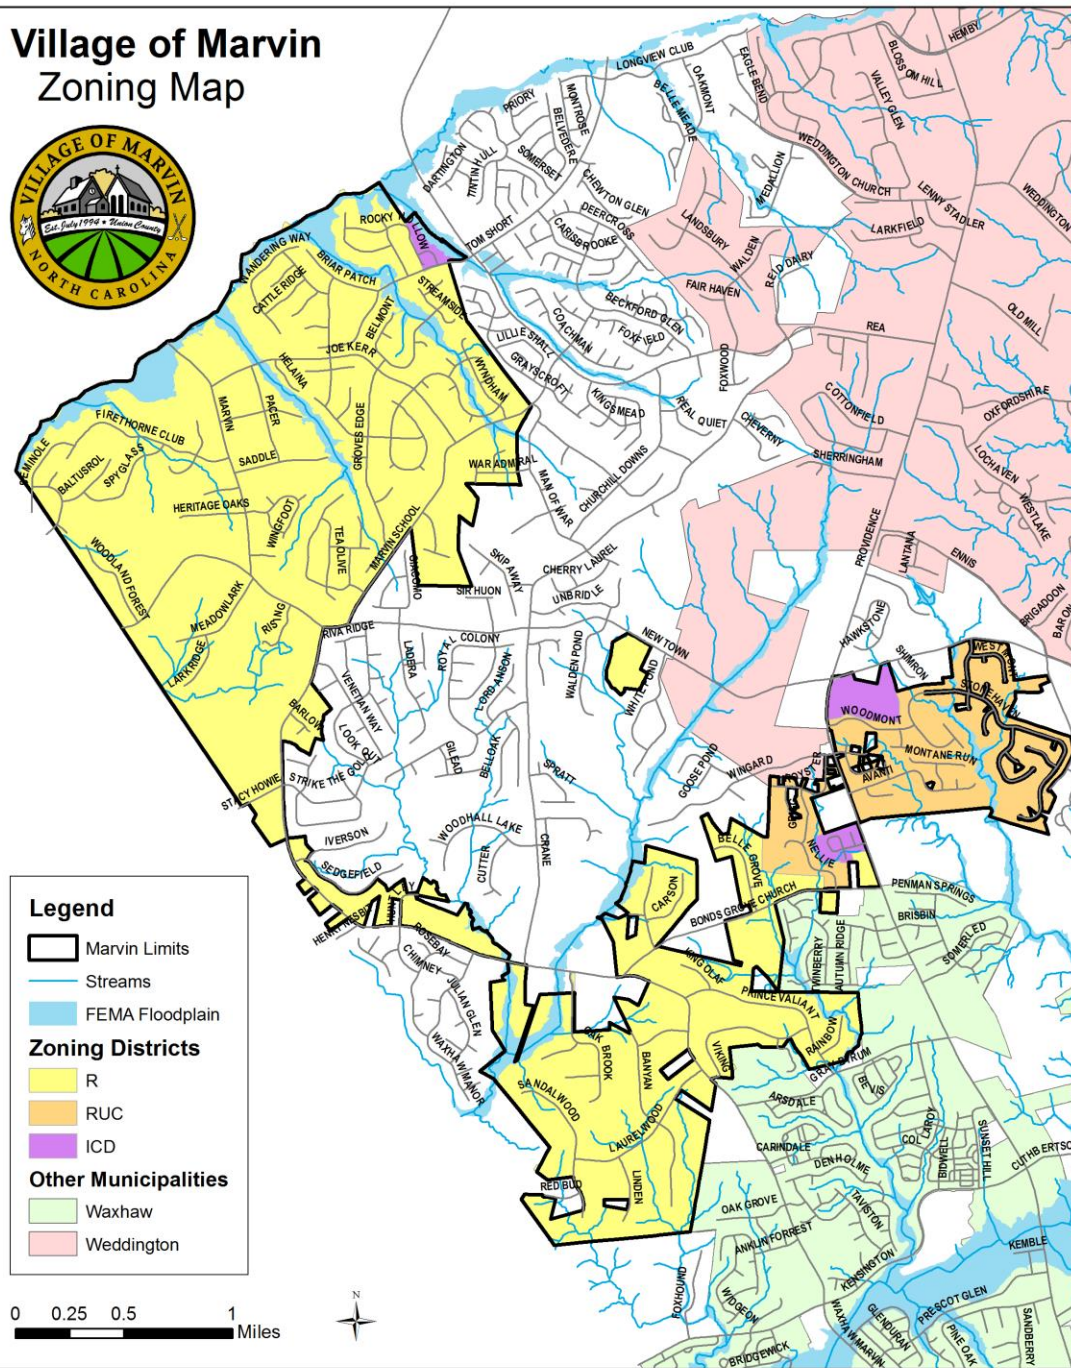 Village of Marvin
Zoning Map
VILLAGE OF MARVIN
Est. July 1994 • Union County
NORTH CAROLINA
HEMBY
LONGVIEW CLUB
EAGLE BEND
BLOSSOM HILL
OAKMONT
BELLE MEADE
VALLEY GLEN
PRIORY
MONTROSE
BELVEDERE
DARTINGTON
TINTIN HULL
SOMERSET
WEDDINGTON CHURCH
MEDALLION
LENNY STADLER
WEDDINGTON
CHEWTON GLEN
DEERCROSS
CARISBROOKE
LANDSBURY
WALDEN
LARKFIELD
REID DAIRY
TOM SHORT
WANDERING WAY
BRIAR PATCH
CATTLE RIDGE
BELMONT
STREAMSIDE
FAIR HAVEN
BECKFORD GLEN
FOXFIELD
COACHMAN
OLD MILL
REA
JOE KERR
HELAINA
GRAYSCROFT
WYNDHAM
FOXWOOD
KINGSMEAD
REAL QUIET
CHEVERNY
COTTONFIELD
OXFORDSHIRE
FIRETHORNE CLUB
MARVIN
PACER
GROVES EDGE
SADDLE
BALTUSROL
SPYGLASS
WAR ADMIRAL
MAN OF WAR
CHURCHILL DOWNS
SHERRINGHAM
LOCHAVEN
WESTLAKE
HERITAGE OAKS
WINGFOOT
TEA OLIVE
MARVIN SCHOOL
PROVIDENCE
LANTANA
ENNIS
WOODLAND FOREST
GIACOMO
SKIP AWAY
CHERRY LAUREL
SIR HUON
UNBRIDLE
BRIGADOON
MEADOWLARK
RISING
LARKRIDGE
RIVA RIDGE
LADERA
ROYAL
COLONY
NEW TOWN
HAWKSTONE
SHIMRON
LORD ANSON
WALDEN POND
WHITE POND
STONEHAVEN
VENETIAN WAY
BARLOW
LOOK OUT
WOODMONT
MONTANE RUN
AVANTI
GILEAD
BELLOAK
SPRATT
GOOSE POND
WINGARD
STRIKE THE GOLD
STACY HOWIE
IVERSON
WOODHALL LAKE
CUTTER
CRANE
SEDGEFIELD
BELLE GROVE
NELLIE
CARSON
BONDS GROVE CHURCH
PENMAN SPRINGS
BRISBIN
SOMERLED
ROSEBAY
CHIMNEY
JULIAN GLEN
WAXHAW MANOR
KING OLAF
TWINBERRY
AUTUMN RIDGE
PRINCE VALIANT
RAINBOW
VIKING
OAK
BROOK
BANYAN
SANDALWOOD
LAURELWOOD
BEVIS
ARSDALE
LAROY
COL
BIDWELL
SUNSET HILL
CARINDALE
DENHOLME
RED BUD
LINDEN
OAK GROVE
TAVISTON
KENSINGTON
KEMBLE
FOXHOUND
WIDGEON
PRESCOT GLEN
GLENDURAN
WAXHAW MARVIN
PINE OAK
SANDBERRY
BRIDGEWICK
Legend
Marvin Limits
Streams
FEMA Floodplain
Zoning Districts
R
RUC
ICD
Other Municipalities
Waxhaw
Weddington
0 0.25 0.5 1
Miles
N